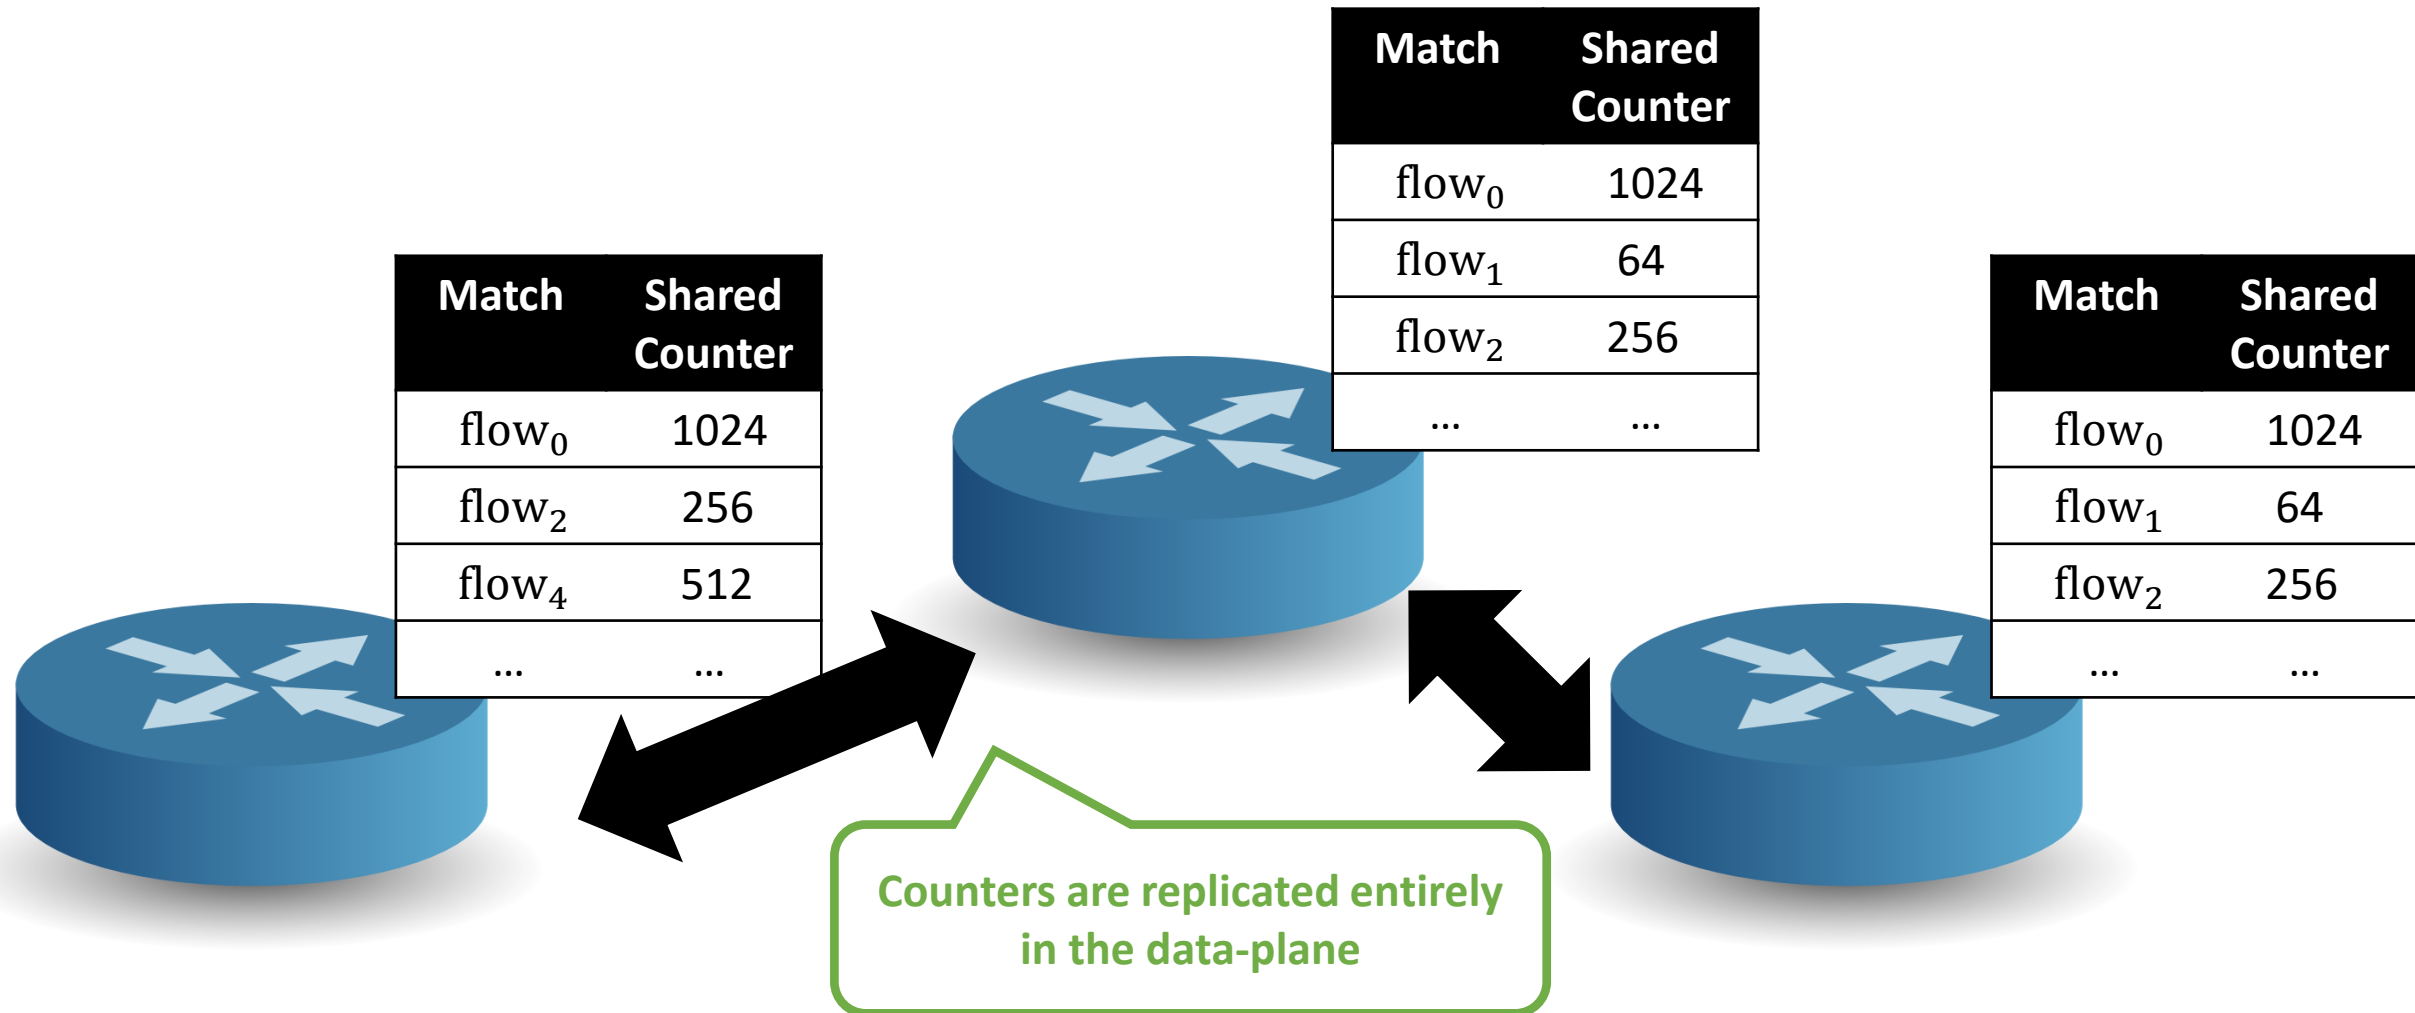 Match Shared
Counter
flow₀ 1024
flow₂ 256
flow₄ 512
... ...
Match Shared
Counter
flow₀ 1024
flow₁ 64
flow₂ 256
... ...
Match Shared
Counter
flow₀ 1024
flow₁ 64
flow₂ 256
... ...
Counters are replicated entirely
in the data-plane